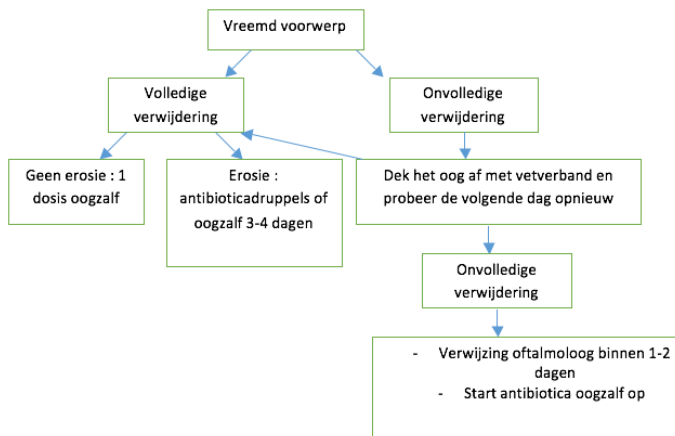 Vreemd voorwerp
Volledige
verwijdering
Onvolledige
verwijdering
Geen erosie : 1
dosis oogzalf
Erosie :
antibioticadruppels of
oogzalf 3-4 dagen
Dek het oog af met vetverband en
probeer de volgende dag opnieuw
Onvolledige
verwijdering
- Verwijzing oftalmoloog binnen 1-2
dagen
- Start antibiotica oogzalf op